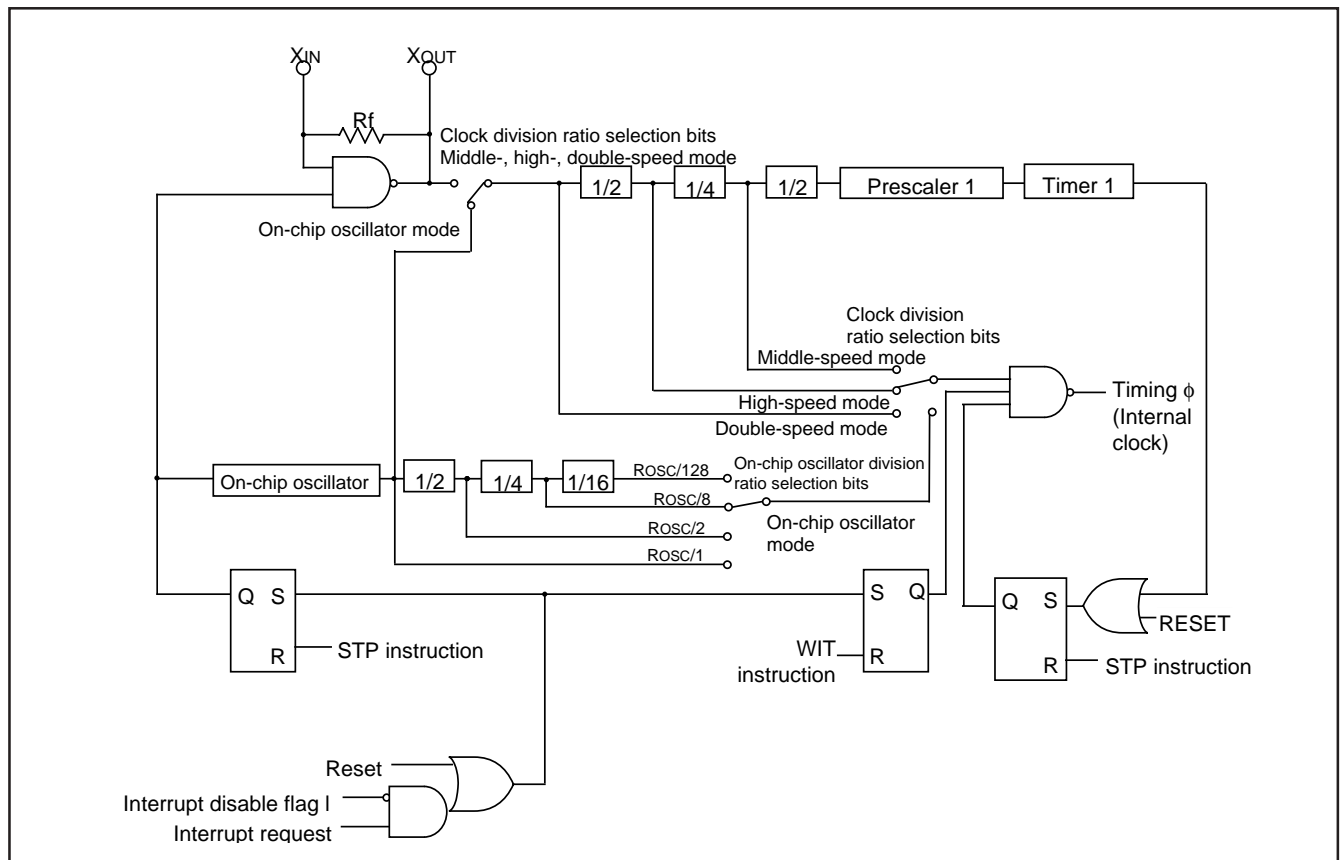 XIN
XOUT
Rf
Clock division ratio selection bits
Middle-, high-, double-speed mode
1/2
1/4
1/2
Prescaler 1
Timer 1
On-chip oscillator mode
Clock division
ratio selection bits
Middle-speed mode
High-speed mode
Double-speed mode
Timing ϕ
(Internal
clock)
On-chip oscillator
1/2
1/4
1/16
ROSC/128
ROSC/8
ROSC/2
ROSC/1
On-chip oscillator division
ratio selection bits
On-chip oscillator
mode
Q S
R
STP instruction
S Q
R
WIT
instruction
Q S
R
RESET
STP instruction
Reset
Interrupt disable flag I
Interrupt request